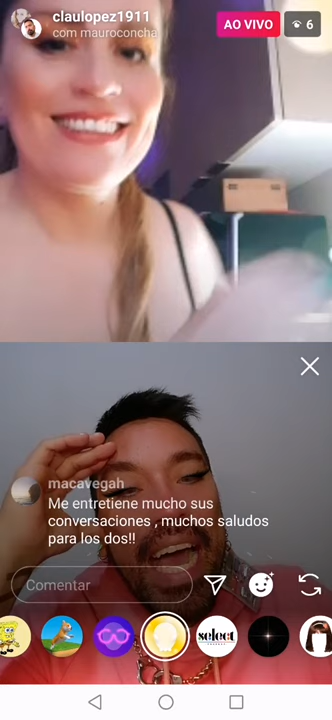 claulopez1911
com mauroconcha
AO VIVO
6
macavegah
Me entretiene mucho sus
conversaciones , muchos saludos
para los dos!!
Comentar
select